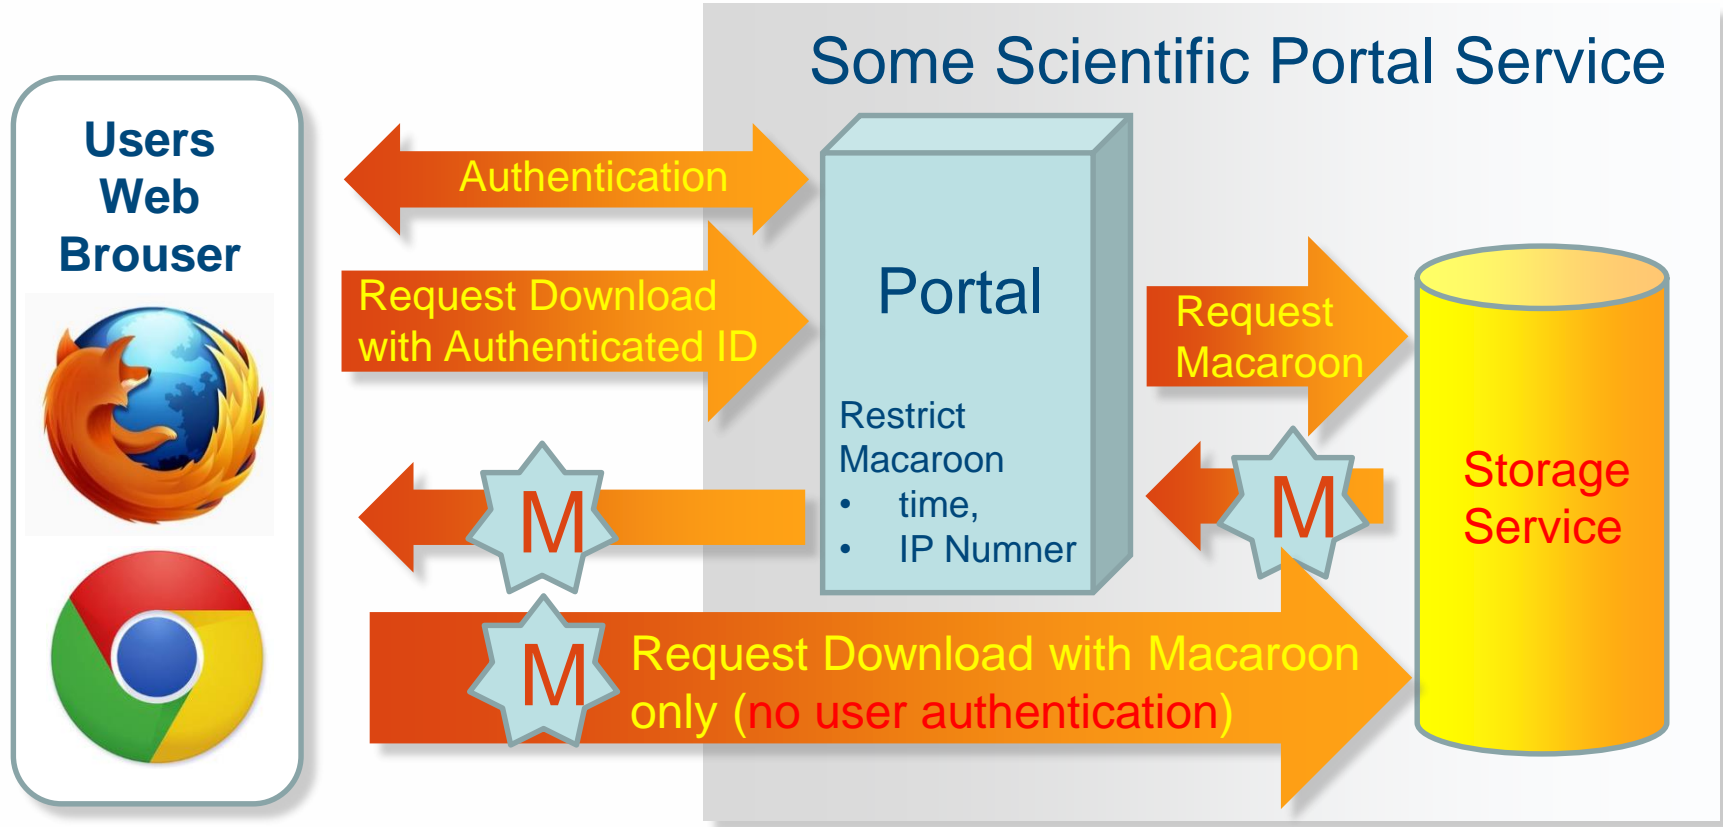 Some Scientific Portal Service
Users
Web
Brouser
Authentication
Request Download
with Authenticated ID
Portal
Restrict
Macaroon
• time,
• IP Numner
Request
Macaroon
M
M
Storage
Service
M
Request Download with Macaroon
only (no user authentication)